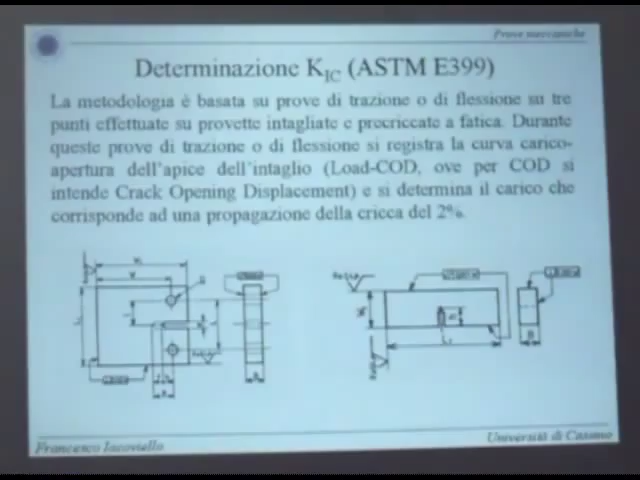 Prove meccaniche
Determinazione KIC (ASTM E399)
La metodologia è basata su prove di trazione o di flessione su tre
punti effettuate su provette intagliate e precriccate a fatica. Durante
queste prove di trazione o di flessione si registra la curva carico-
apertura dell'apice dell'intaglio (Load-COD, ove per COD si
intende Crack Opening Displacement) e si determina il carico che
corrisponde ad una propagazione della cricca del 2%.
Francesco Iacoviello
Università di Cassino